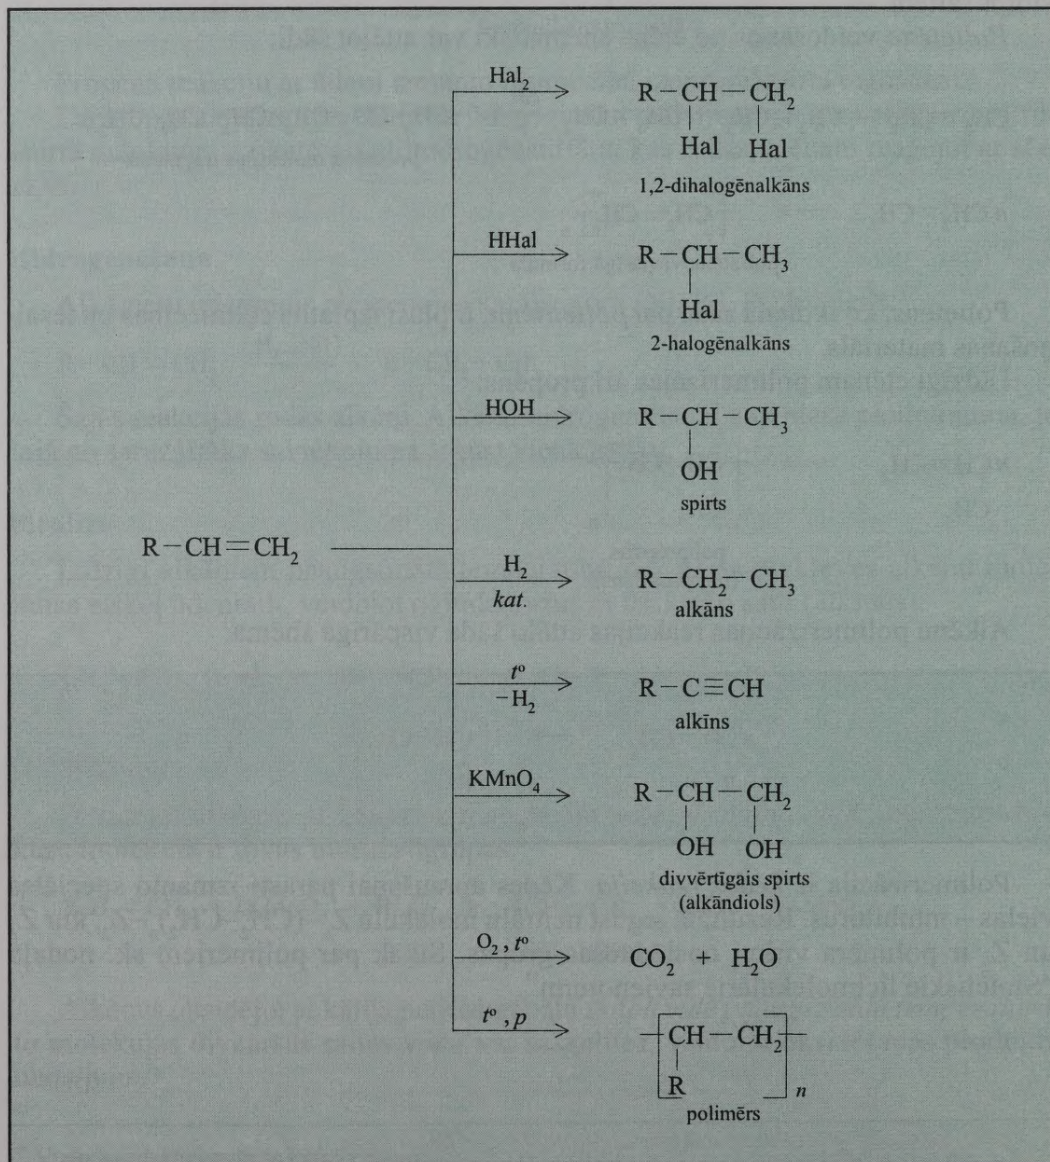 Hal₂
R–CH–CH₂
Hal Hal
1,2-dihalogēnalkāns
HHal
R–CH–CH₃
Hal
2-halogēnalkāns
HOH
R–CH–CH₃
OH
spirts
R–CH=CH₂
H₂
kat.
R–CH₂–CH₃
alkāns
t°
–H₂
R–C≡CH
alkīns
KMnO₄
R–CH–CH₂
OH OH
divvērtīgais spirts
(alkāndiols)
O₂, t°
CO₂ + H₂O
t°, p
CH–CH₂
R
n
polimērs